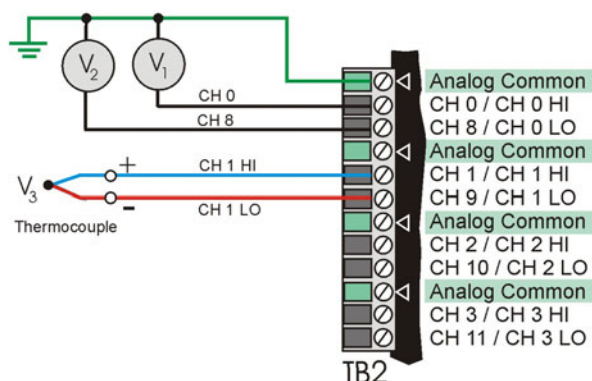 V2
V1
CH 0
CH 8
V3
+
-
CH 1 HI
CH 1 LO
Thermocouple
Analog Common
CH 0 / CH 0 HI
CH 8 / CH 0 LO
Analog Common
CH 1 / CH 1 HI
CH 9 / CH 1 LO
Analog Common
CH 2 / CH 2 HI
CH 10 / CH 2 LO
Analog Common
CH 3 / CH 3 HI
CH 11 / CH 3 LO
TB2